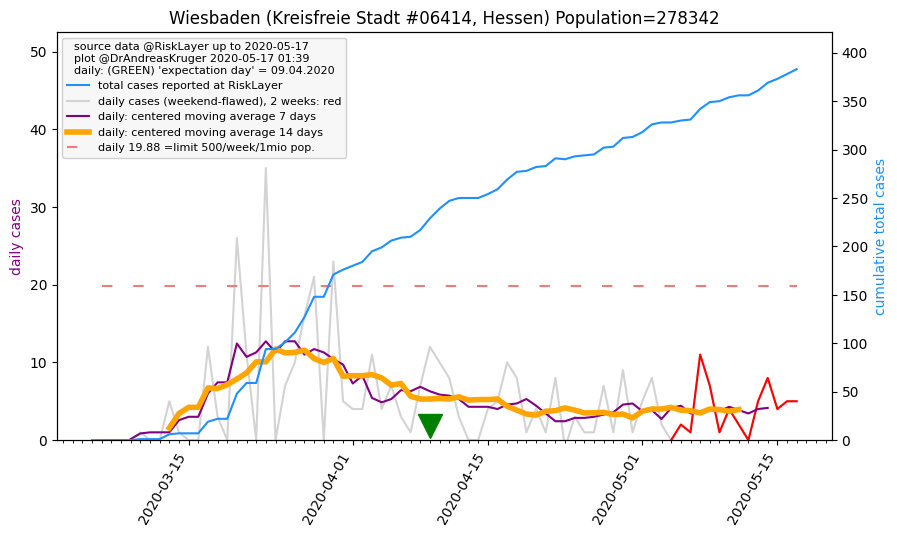 Wiesbaden (Kreisfreie Stadt #06414, Hessen) Population=278342
source data @RiskLayer up to 2020-05-17
plot @DrAndreasKruger 2020-05-17 01:39
daily: (GREEN) 'expectation day' = 09.04.2020
total cases reported at RiskLayer
daily cases (weekend-flawed), 2 weeks: red
daily: centered moving average 7 days
daily: centered moving average 14 days
daily 19.88 =limit 500/week/1mio pop.
daily cases
50
40
30
20
10
0
cumulative total cases
400
350
300
250
200
150
100
50
0
2020-03-15
2020-04-01
2020-04-15
2020-05-01
2020-05-15